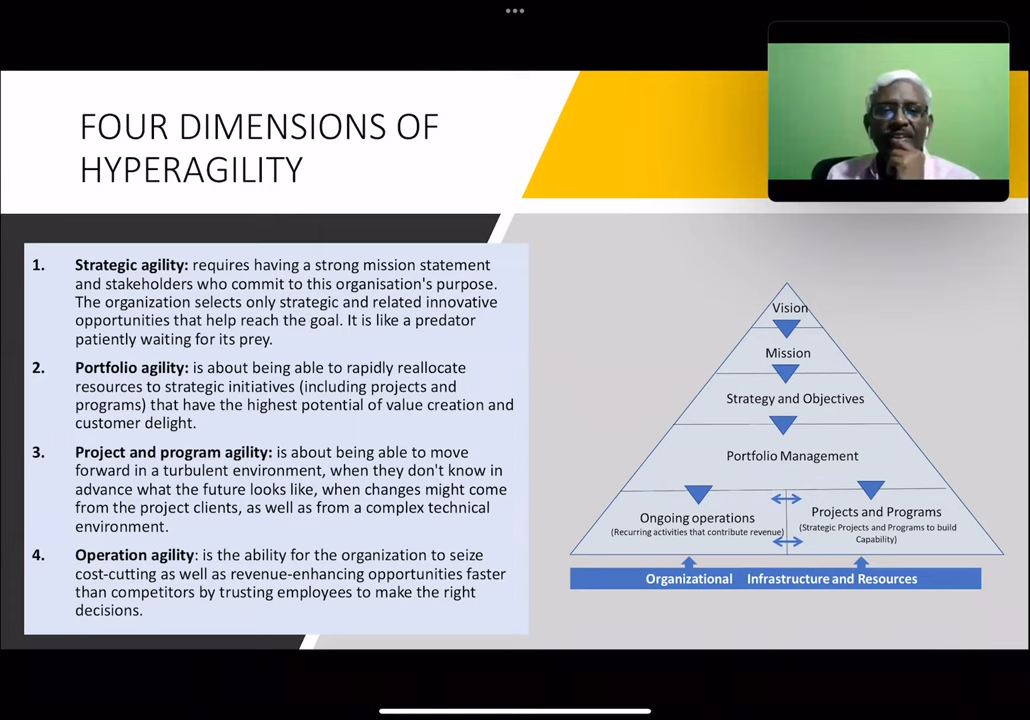 FOUR DIMENSIONS OF
HYPERAGILITY
1. Strategic agility: requires having a strong mission statement
and stakeholders who commit to this organisation's purpose.
The organization selects only strategic and related innovative
opportunities that help reach the goal. It is like a predator
patiently waiting for its prey.
2. Portfolio agility: is about being able to rapidly reallocate
resources to strategic initiatives (including projects and
programs) that have the highest potential of value creation and
customer delight.
3. Project and program agility: is about being able to move
forward in a turbulent environment, when they don't know in
advance what the future looks like, when changes might come
from the project clients, as well as from a complex technical
environment.
4. Operation agility: is the ability for the organization to seize
cost-cutting as well as revenue-enhancing opportunities faster
than competitors by trusting employees to make the right
decisions.
Vision
Mission
Strategy and Objectives
Portfolio Management
Ongoing operations
(Recurring activities that contribute revenue)
Projects and Programs
(Strategic Projects and Programs to build
Capability)
Organizational Infrastructure and Resources